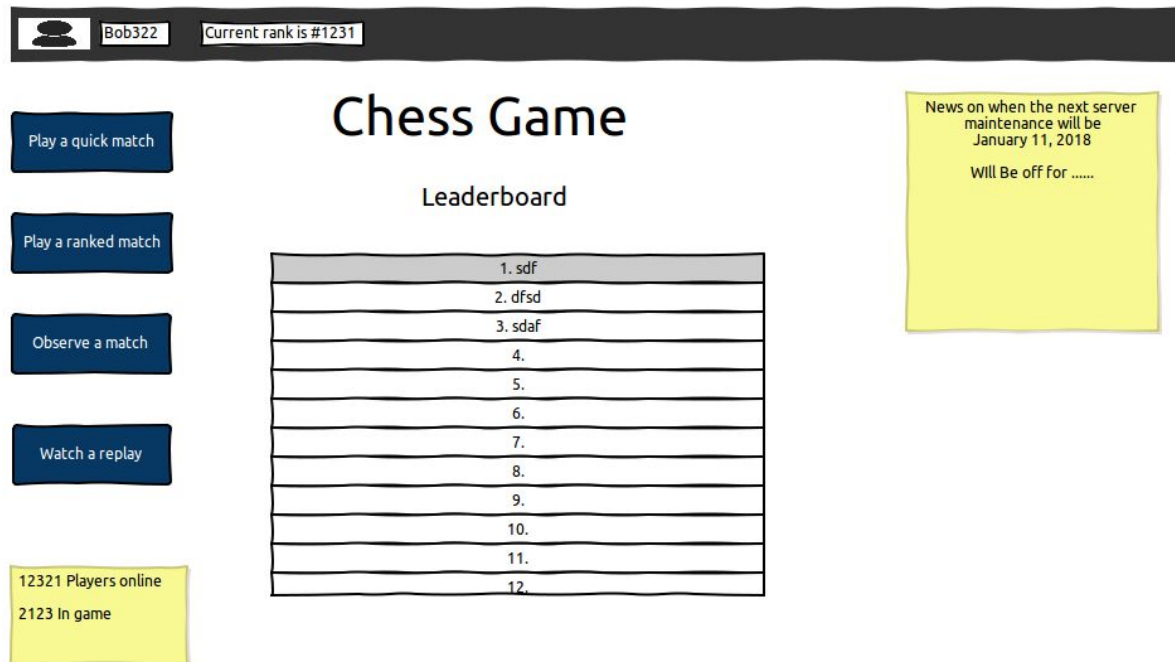 Bob322
Current rank is #1231
Chess Game
Leaderboard
Play a quick match
Play a ranked match
Observe a match
Watch a replay
1. sdf
2. dfsd
3. sdaf
4.
5.
6.
7.
8.
9.
10.
11.
12.
News on when the next server
maintenance will be
January 11, 2018
WIll Be off for ......
12321 Players online
2123 In game